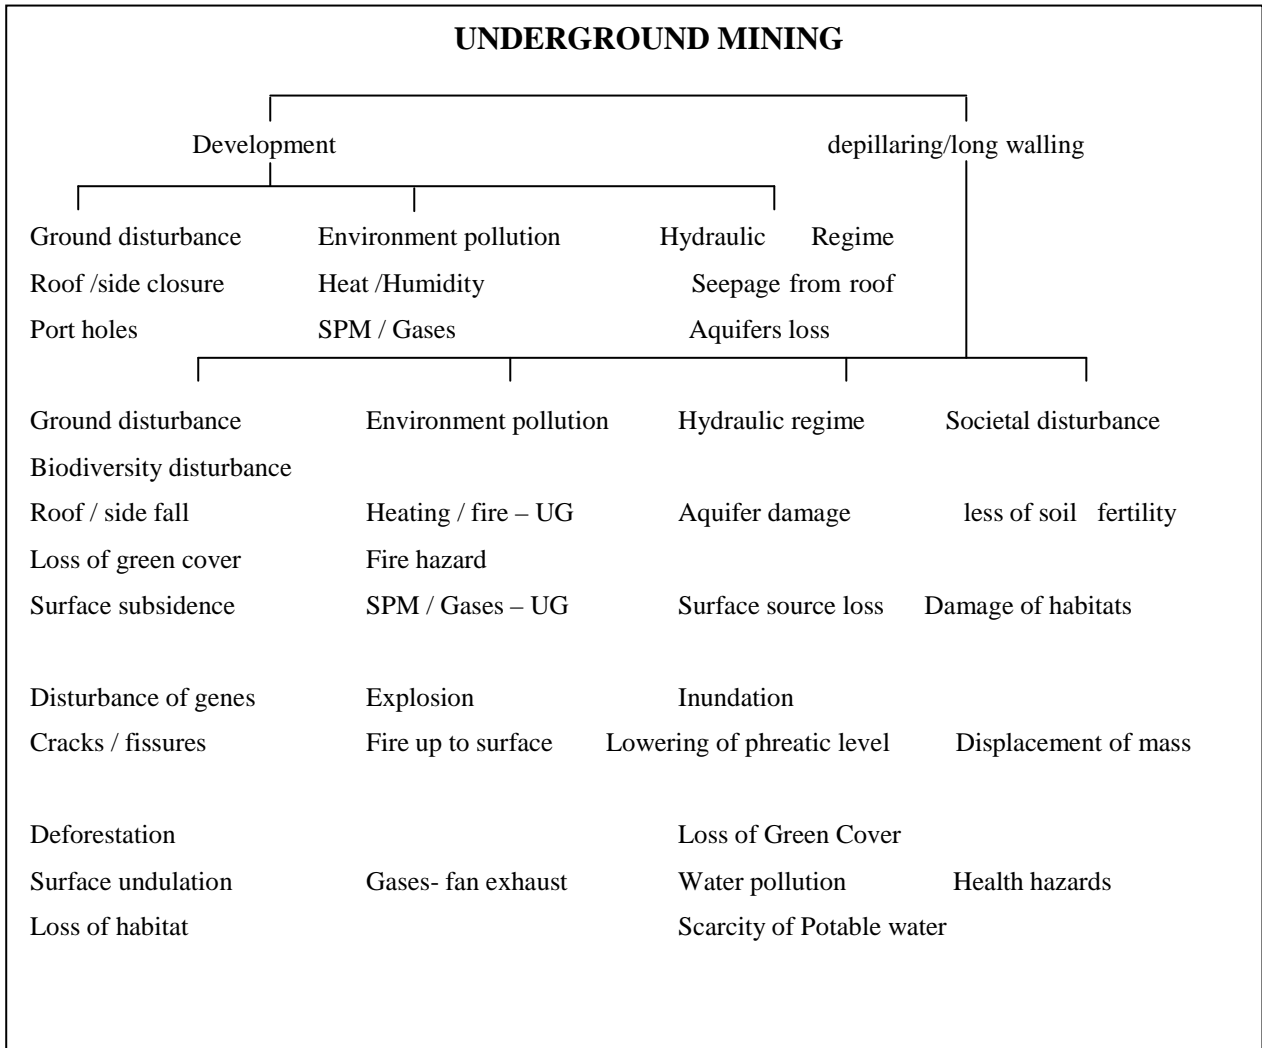 UNDERGROUND MINING
Development depillaring/long walling
Ground disturbance Environment pollution Hydraulic Regime
Roof /side closure Heat /Humidity Seepage from roof
Port holes SPM / Gases Aquifers loss
Ground disturbance Environment pollution Hydraulic regime Societal disturbance
Biodiversity disturbance
Roof / side fall Heating / fire – UG Aquifer damage less of soil fertility
Loss of green cover Fire hazard
Surface subsidence SPM / Gases – UG Surface source loss Damage of habitats
Disturbance of genes Explosion Inundation
Cracks / fissures Fire up to surface Lowering of phreatic level Displacement of mass
Deforestation Loss of Green Cover
Surface undulation Gases- fan exhaust Water pollution Health hazards
Loss of habitat Scarcity of Potable water